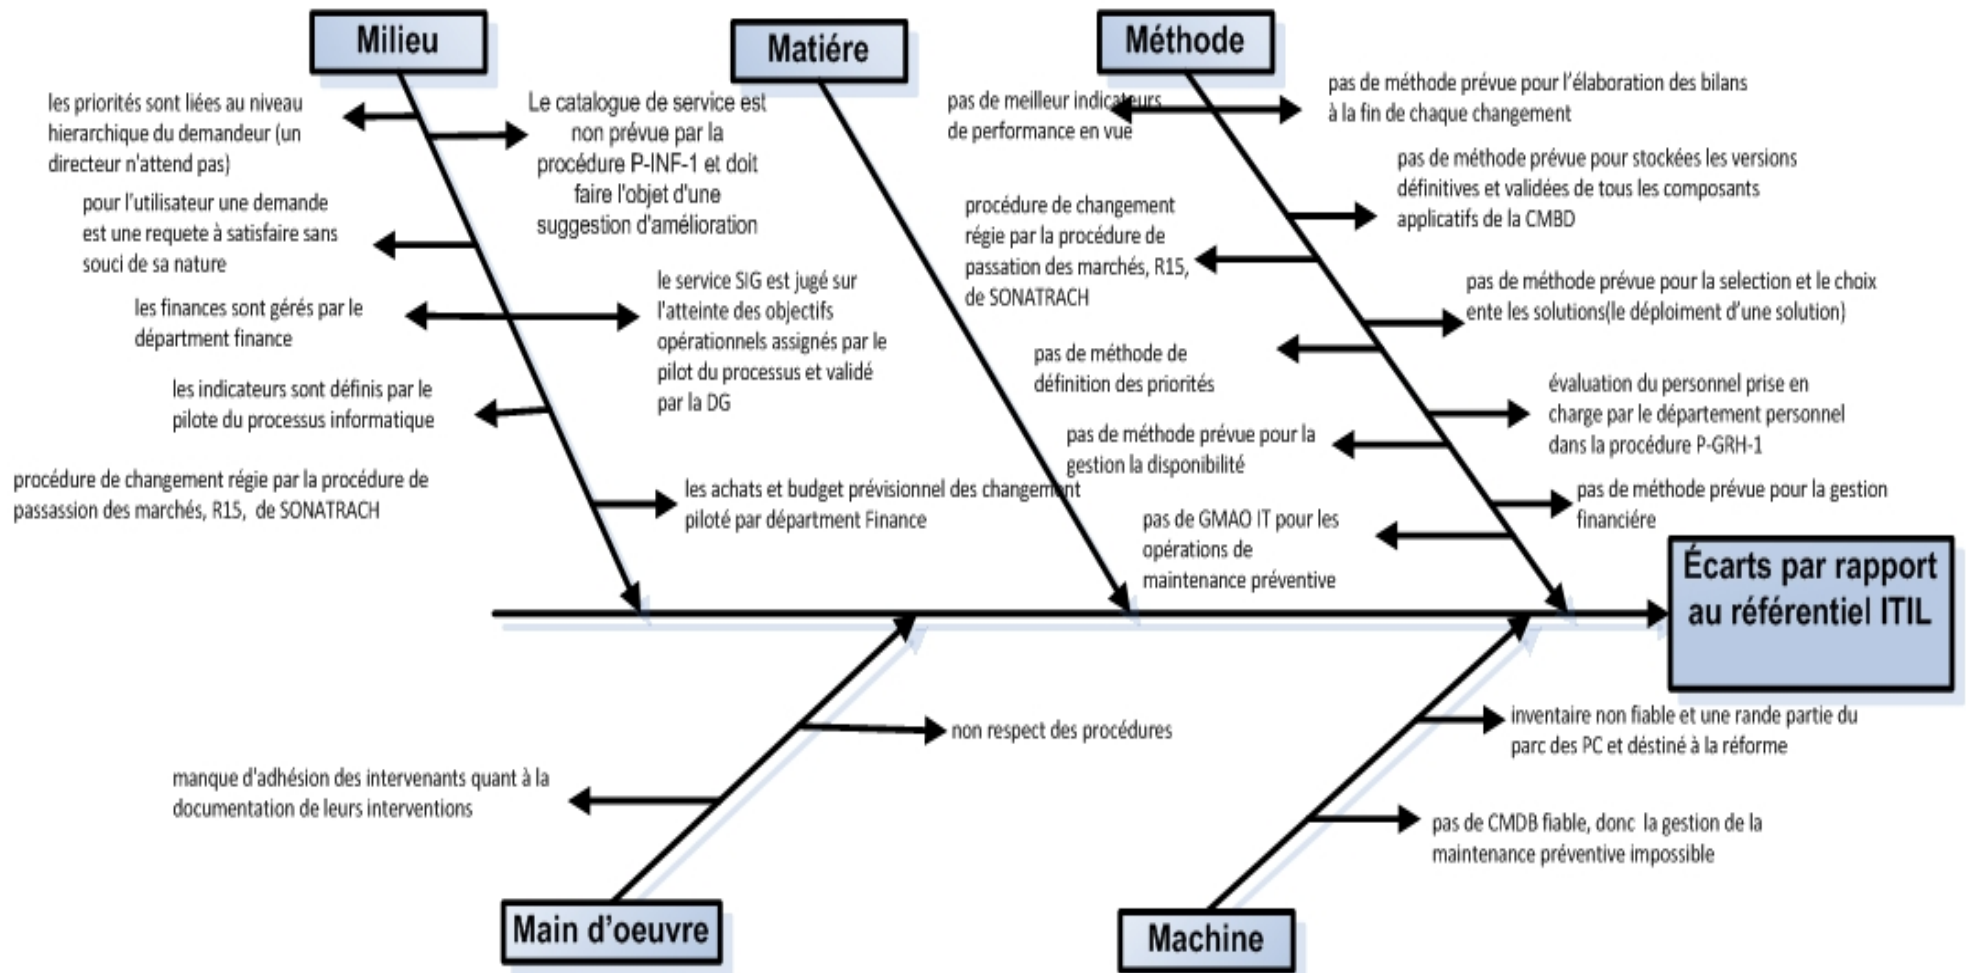 Milieu
Matiére
Méthode
les priorités sont liées au niveau
hierarchique du demandeur (un
directeur n'attend pas)
Le catalogue de service est
non prévue par la
procédure P-INF-1 et doit
faire l'objet d'une
suggestion d'amélioration
pour l'utilisateur une demande
est une requete à satisfaire sans
souci de sa nature
les finances sont gérés par le
départment finance
le service SIG est jugé sur
l'atteinte des objectifs
opérationnels assignés par le
pilot du processus et validé
par la DG
les indicateurs sont définis par le
pilote du processus informatique
procédure de changement régie par la procédure de
passassion des marchés, R15, de SONATRACH
les achats et budget prévisionnel des changement
piloté par départment Finance
pas de meilleur indicateurs
de performance en vue
pas de méthode prévue pour l'élaboration des bilans
à la fin de chaque changement
pas de méthode prévue pour stockées les versions
définitives et validées de tous les composants
applicatifs de la CMBD
procédure de changement
régie par la procédure de
passation des marchés, R15,
de SONATRACH
pas de méthode prévue pour la selection et le choix
ente les solutions(le déploiment d'une solution)
pas de méthode de
définition des priorités
évaluation du personnel prise en
charge par le département personnel
dans la procédure P-GRH-1
pas de méthode prévue pour la
gestion la disponibilité
pas de méthode prévue pour la gestion
financiére
pas de GMAO IT pour les
opérations de
maintenance préventive
Écarts par rapport
au référentiel ITIL
non respect des procédures
manque d'adhésion des intervenants quant à la
documentation de leurs interventions
inventaire non fiable et une rande partie du
parc des PC et déstiné à la réforme
pas de CMDB fiable, donc la gestion de la
maintenance préventive impossible
Main d'oeuvre
Machine